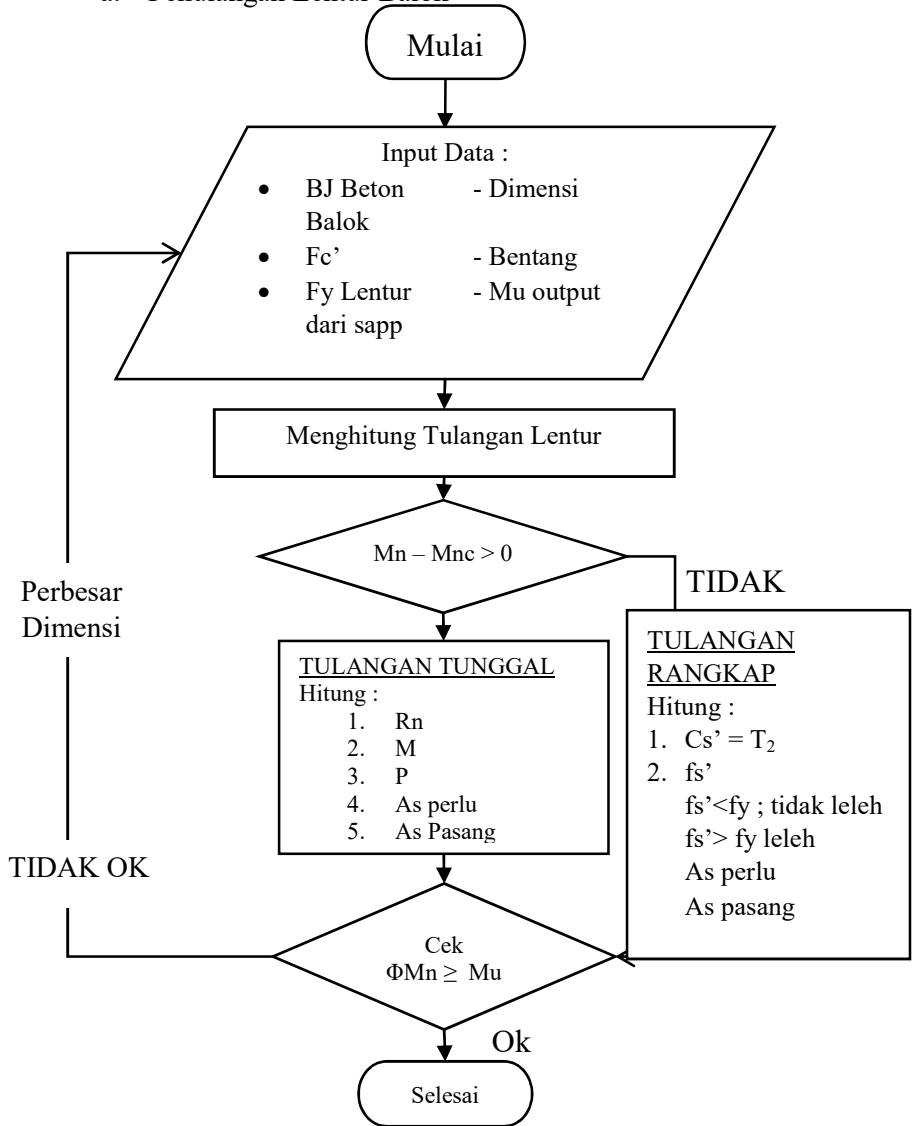 Mulai
Input Data :
• BJ Beton - Dimensi
Balok
• Fc’ - Bentang
• Fy Lentur - Mu output
dari sapp
Menghitung Tulangan Lentur
Mn – Mnc > 0
TIDAK
Perbesar
Dimensi
TULANGAN TUNGGAL
Hitung :
1. Rn
2. M
3. P
4. As perlu
5. As Pasang
TULANGAN
RANGKAP
Hitung :
1. Cs’ = T₂
2. fs’
fs’<fy ; tidak leleh
fs’> fy leleh
As perlu
As pasang
TIDAK OK
Cek
ΦMn ≥ Mu
Ok
Selesai